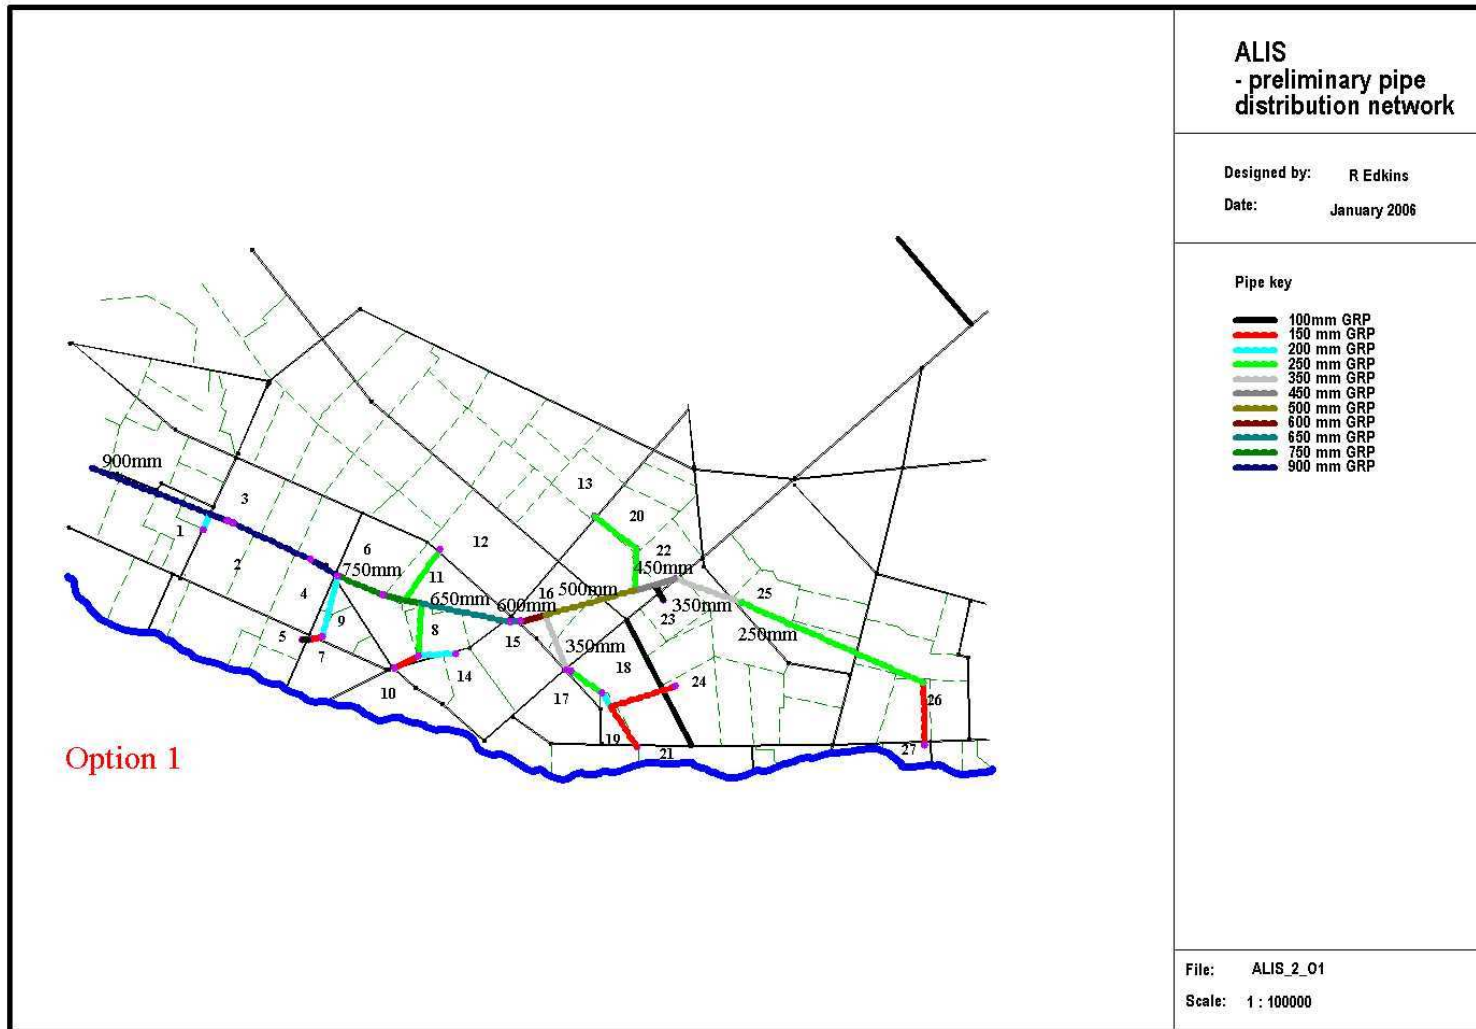 ALIS
- preliminary pipe
distribution network
Designed by: R Edkins
Date: January 2006
Pipe key
100mm GRP
150 mm GRP
200 mm GRP
250 mm GRP
350 mm GRP
450 mm GRP
500 mm GRP
600 mm GRP
650 mm GRP
750 mm GRP
900 mm GRP
File: ALIS_2_O1
Scale: 1 : 100000
900mm
3
1
2
6
750mm
4
9
5
7
12
11
650mm
8
10
14
13
20
22
450mm
16
500mm
600mm
15
350mm
23
350mm
25
250mm
18
17
24
19
21
26
27
Option 1